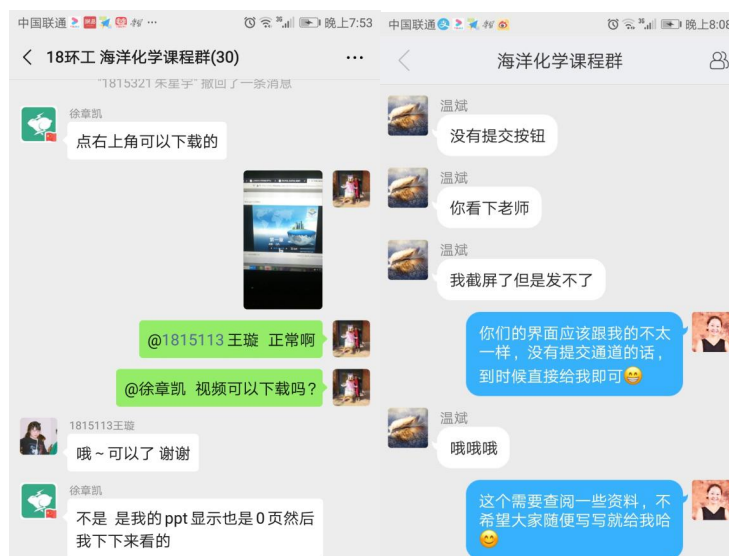 中国联通
晚上7:53
18环工 海洋化学课程群(30)
"1815321 朱星宇" 撤回了一条消息
徐章凯
点右上角可以下载的
@1815113 王璇 正常啊
@徐章凯 视频可以下载吗?
1815113王璇
哦~可以了 谢谢
徐章凯
不是 是我的ppt显示也是0页然后
我下下来看的
中国联通
晚上8:08
海洋化学课程群
温斌
没有提交按钮
温斌
你看下老师
温斌
我截屏了但是发不了
你们的界面应该跟我的不太
一样，没有提交通道的话，
到时候直接给我即可😁
温斌
哦哦哦
这个需要查阅一些资料，不
希望大家随便写写就给我哈
😊